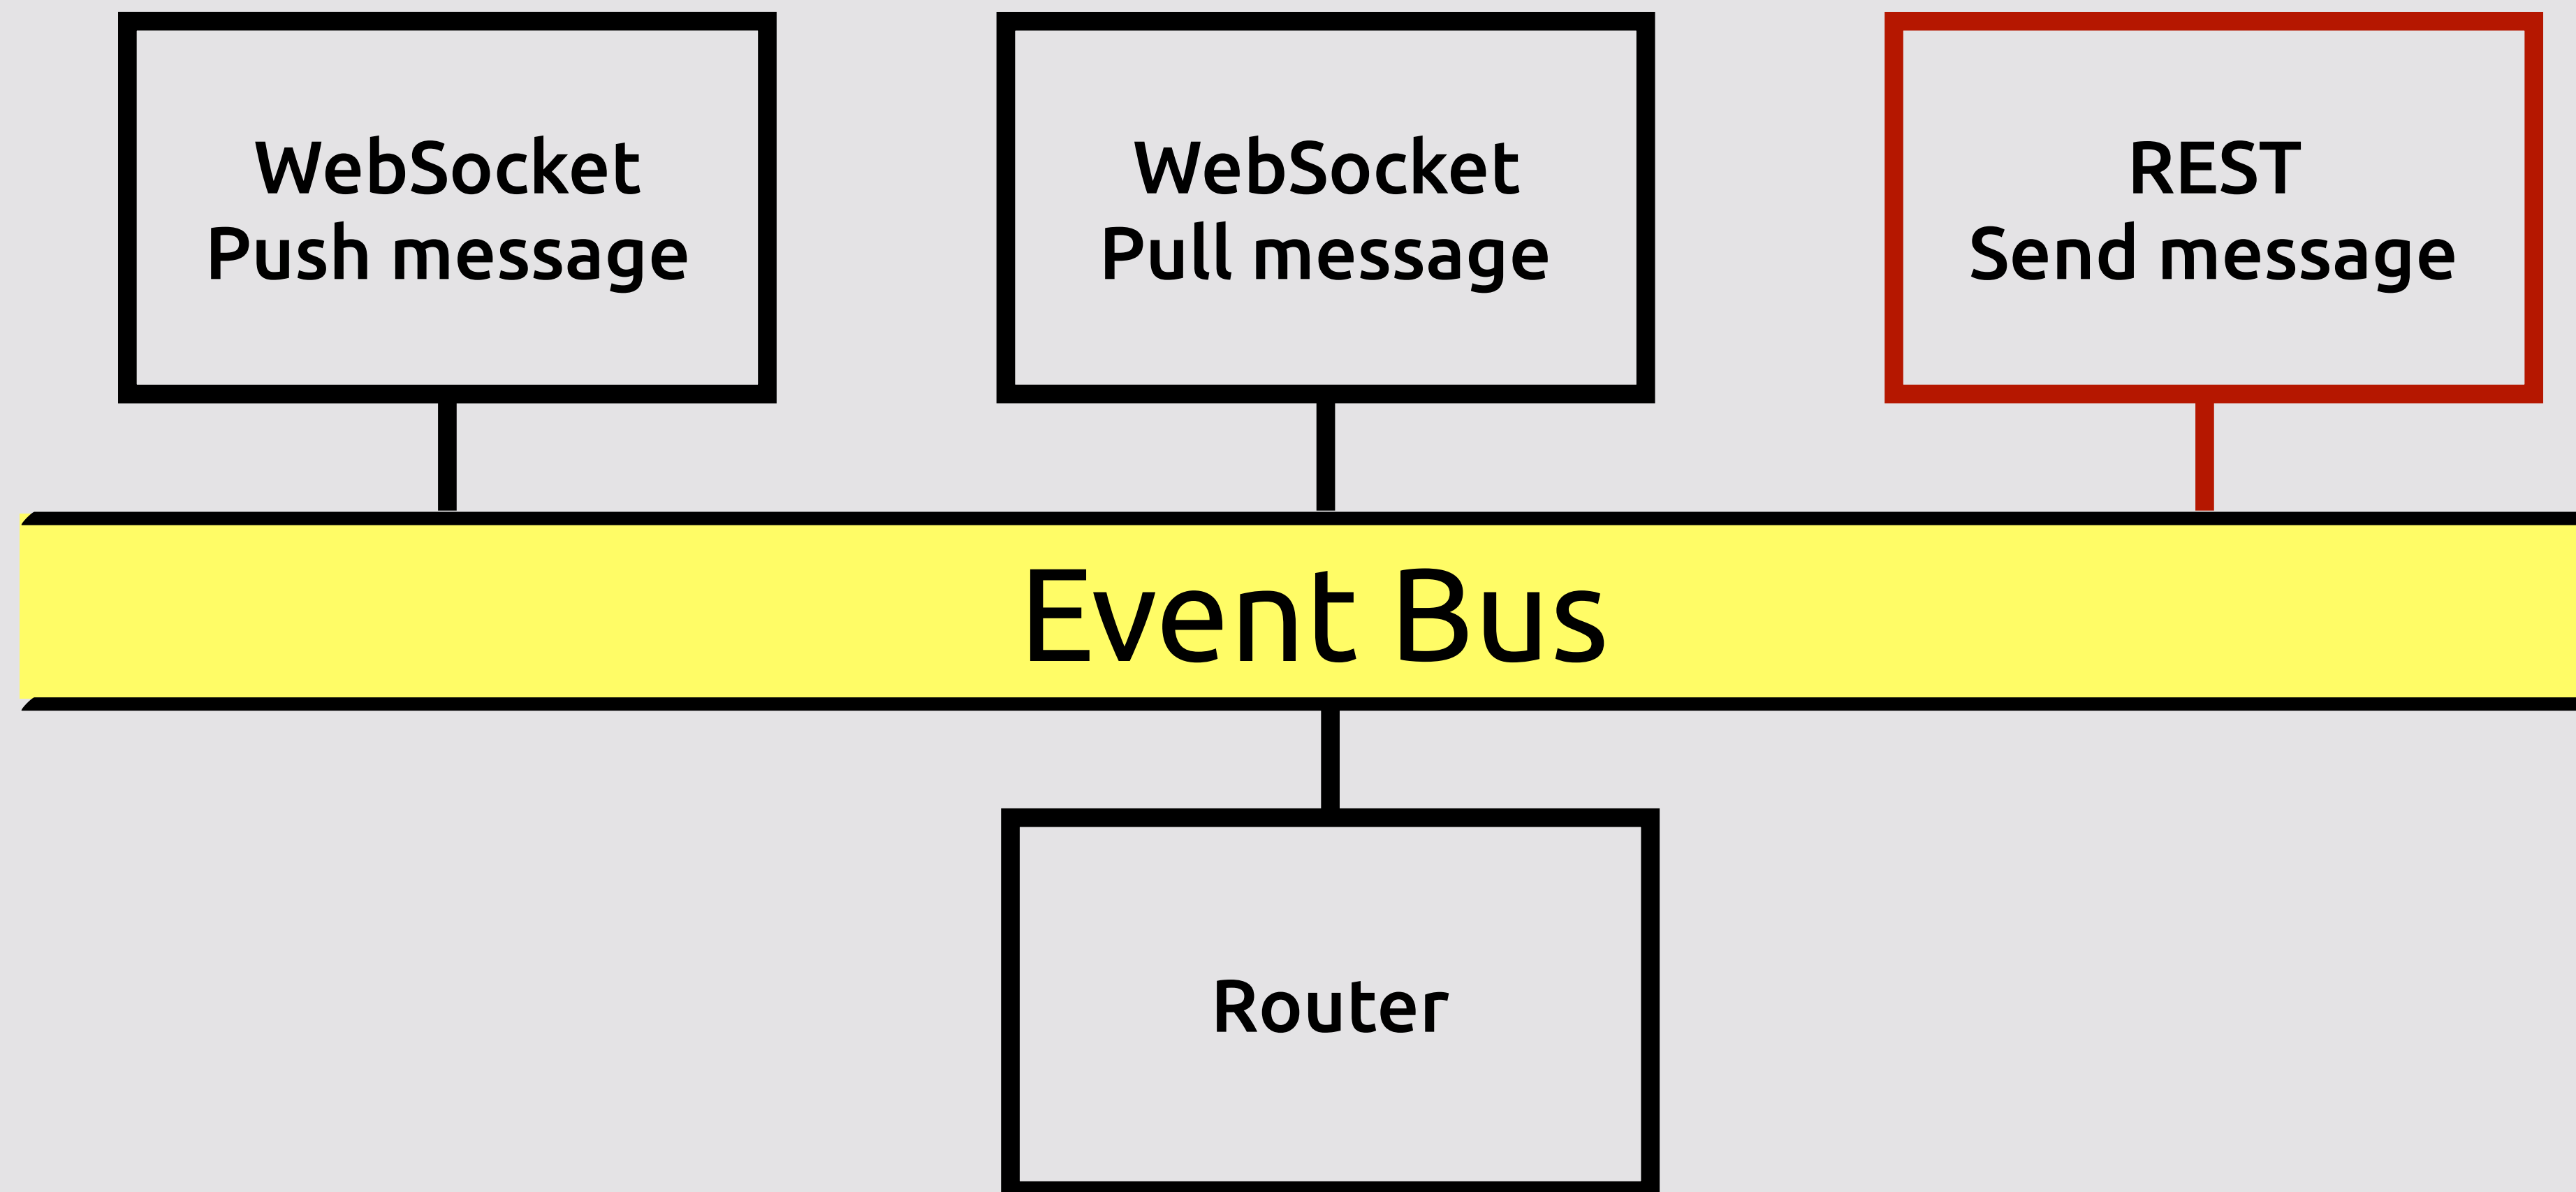 WebSocket
Push message
WebSocket
Pull message
REST
Send message
Event Bus
Router